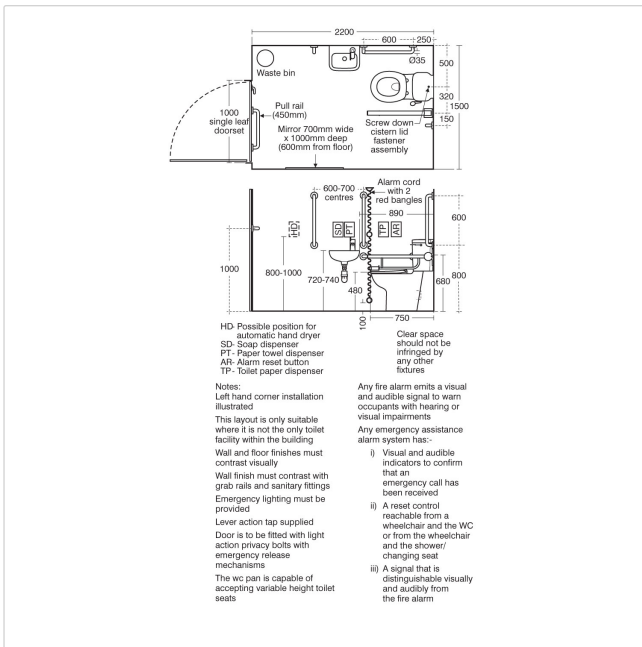 2200
600
250
Ø35
500
Waste bin
320
1500
1000
single leaf
doorset
Pull rail
(450mm)
Mirror 700mm wide
x 1000mm deep
(600mm from floor)
Screw down
cistern lid
fastener
assembly
150
600-700
centres
Alarm cord
with 2
red bangles
890
HD
SD
PT
TP
AR
600
1000
800-1000
720-740
480
680
800
100
750
HD- Possible position for
automatic hand dryer
SD- Soap dispenser
PT- Paper towel dispenser
AR- Alarm reset button
TP- Toilet paper dispenser
Clear space
should not be
infringed by
any other
fixtures
Notes:
Left hand corner installation
illustrated
This layout is only suitable
where it is not the only toilet
facility within the building
Wall and floor finishes must
contrast visually
Wall finish must contrast with
grab rails and sanitary fittings
Emergency lighting must be
provided
Lever action tap supplied
Door is to be fitted with light
action privacy bolts with
emergency release
mechanisms
The wc pan is capable of
accepting variable height toilet
seats
Any fire alarm emits a visual
and audible signal to warn
occupants with hearing or
visual impairments
Any emergency assistance
alarm system has:-
i) Visual and audible
indicators to confirm
that an
emergency call has
been received
ii) A reset control
reachable from a
wheelchair and the WC
or from the wheelchair
and the shower/
changing seat
iii) A signal that is
distinguishable visually
and audibly from
the fire alarm